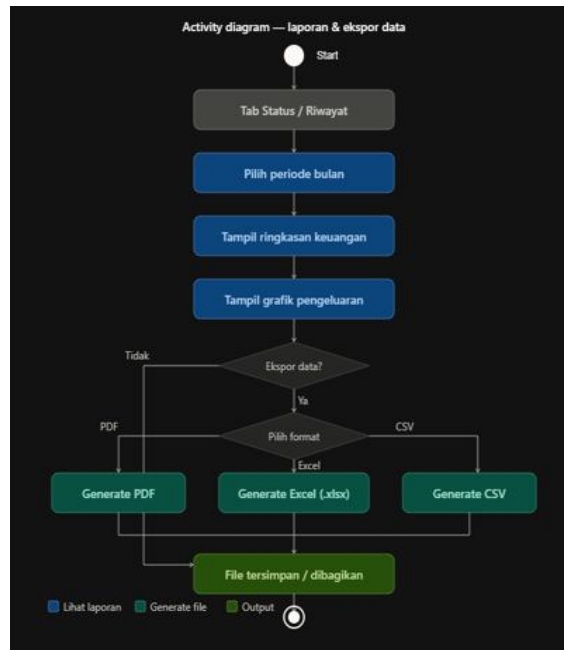 Activity diagram — laporan & ekspor data
Start
Tab Status / Riwayat
Pilih periode bulan
Tampil ringkasan keuangan
Tampil grafik pengeluaran
Tidak
Ekspor data?
Ya
PDF
Pilih format
CSV
Excel
Generate PDF
Generate Excel (.xlsx)
Generate CSV
File tersimpan / dibagikan
Lihat laporan
Generate file
Output